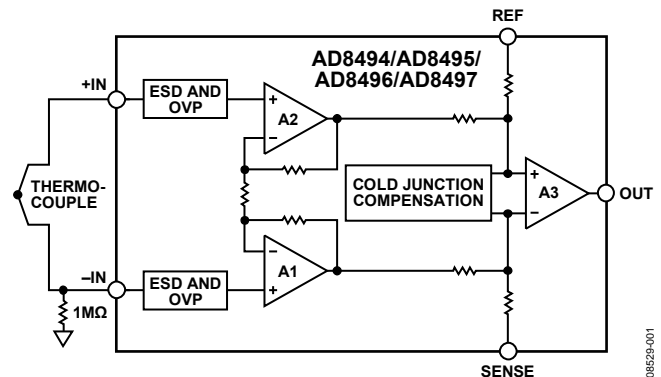 REF
AD8494/AD8495/
AD8496/AD8497
+IN
ESD AND
OVP
+
A2
–
THERMO-
COUPLE
COLD JUNCTION
COMPENSATION
+
A3
–
OUT
–
A1
+
–IN
ESD AND
OVP
1MΩ
SENSE
08529-001